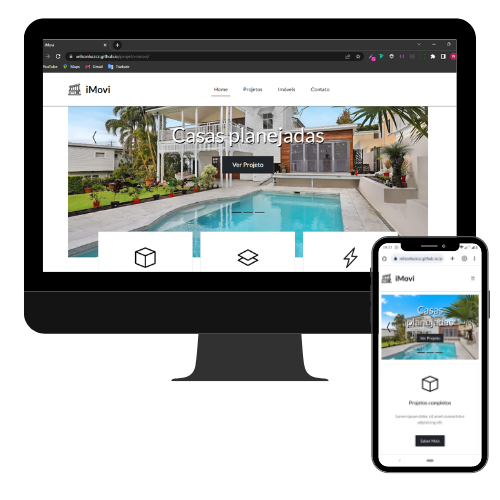 iMovi
YouTube
Maps
Gmail
Traduzir
iMovi
Home
Projetos
Imóveis
Contato
Casas planejadas
Ver Projeto
iMovi
Casas
planejadas
Ver Projeto
Projetos completos
Lorem ipsum dolor sit amet consectetur
adipisicing elit.
Saber Mais